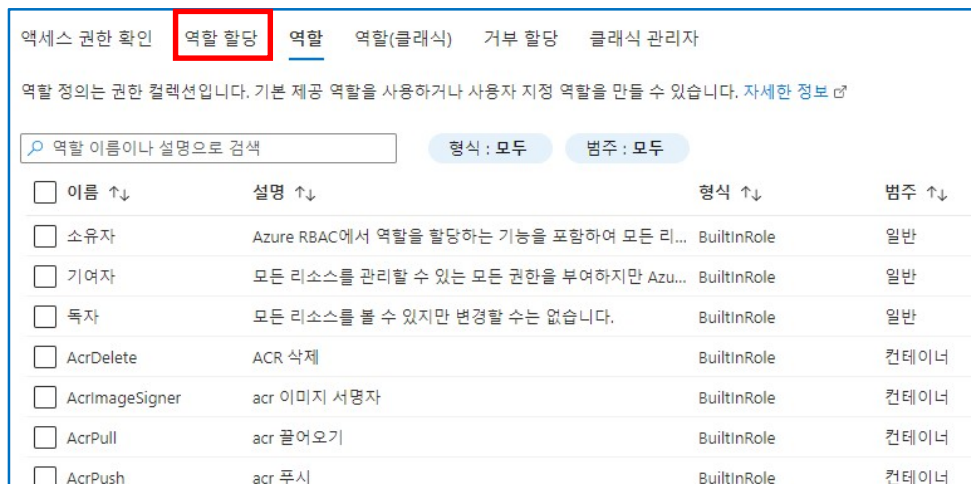 액세스 권한 확인 역할 할당 역할 역할(클래식) 거부 할당 클래식 관리자
역할 정의는 권한 컬렉션입니다. 기본 제공 역할을 사용하거나 사용자 지정 역할을 만들 수 있습니다. 자세한 정보
역할 이름이나 설명으로 검색 형식 : 모두 범주 : 모두
이름 ↑↓ 설명 ↑↓ 형식 ↑↓ 범주 ↑↓
소유자 Azure RBAC에서 역할을 할당하는 기능을 포함하여 모든 리... BuiltInRole 일반
기여자 모든 리소스를 관리할 수 있는 모든 권한을 부여하지만 Azu... BuiltInRole 일반
독자 모든 리소스를 볼 수 있지만 변경할 수는 없습니다. BuiltInRole 일반
AcrDelete ACR 삭제 BuiltInRole 컨테이너
AcrImageSigner acr 이미지 서명자 BuiltInRole 컨테이너
AcrPull acr 끌어오기 BuiltInRole 컨테이너
AcrPush acr 푸시 BuiltInRole 컨테이너